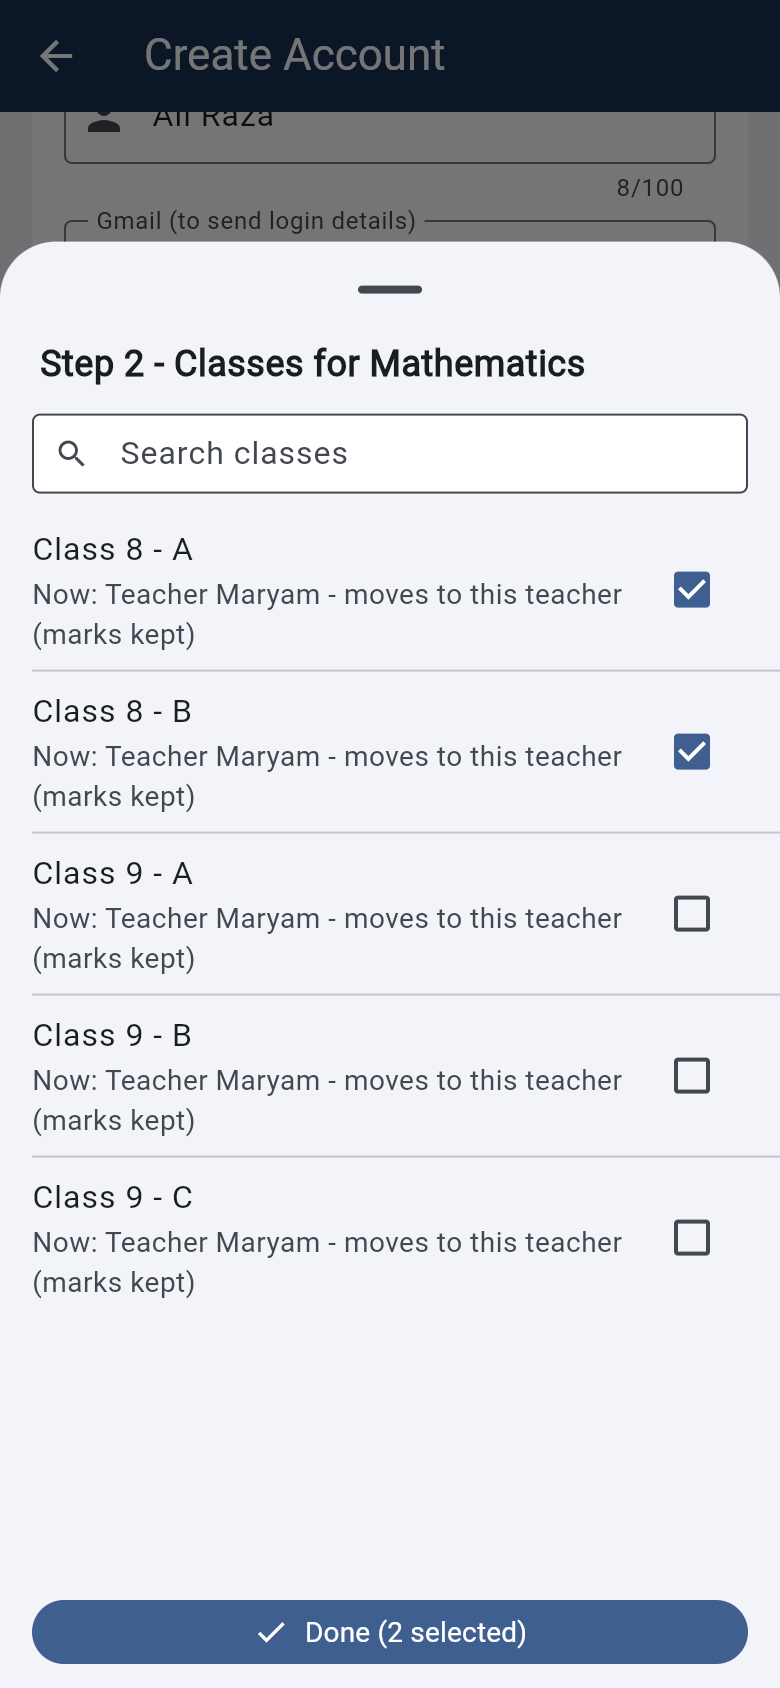 Create Account
Ali Raza
8/100
Gmail (to send login details)
Step 2 - Classes for Mathematics
Search classes
Class 8 - A
Now: Teacher Maryam - moves to this teacher
(marks kept)
Class 8 - B
Now: Teacher Maryam - moves to this teacher
(marks kept)
Class 9 - A
Now: Teacher Maryam - moves to this teacher
(marks kept)
Class 9 - B
Now: Teacher Maryam - moves to this teacher
(marks kept)
Class 9 - C
Now: Teacher Maryam - moves to this teacher
(marks kept)
Done (2 selected)